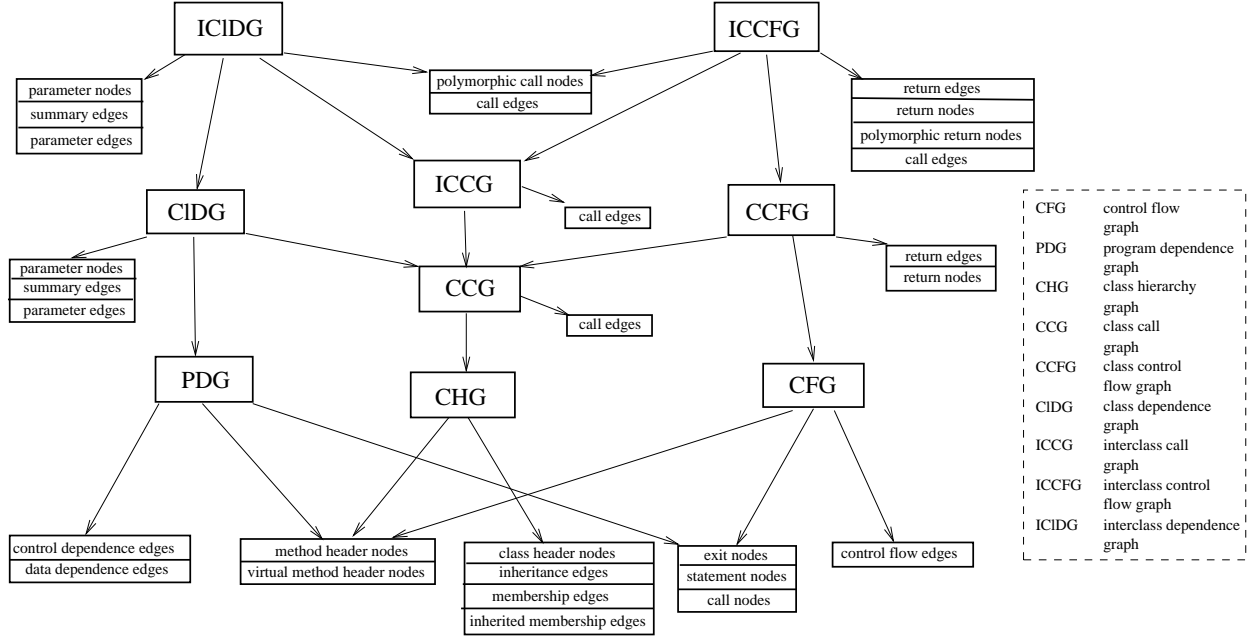 IClDG
ICCFG
parameter nodes
summary edges
parameter edges
polymorphic call nodes
call edges
return edges
return nodes
polymorphic return nodes
call edges
ICCG
call edges
ClDG
CCFG
parameter nodes
summary edges
parameter edges
CCG
call edges
return edges
return nodes
PDG
CHG
CFG
control dependence edges
data dependence edges
method header nodes
virtual method header nodes
class header nodes
inheritance edges
membership edges
inherited membership edges
exit nodes
statement nodes
call nodes
control flow edges
CFG control flow
graph
PDG program dependence
graph
CHG class hierarchy
graph
CCG class call
graph
CCFG class control
flow graph
ClDG class dependence
graph
ICCG interclass call
graph
ICCFG interclass control
flow graph
IClDG interclass dependence
graph